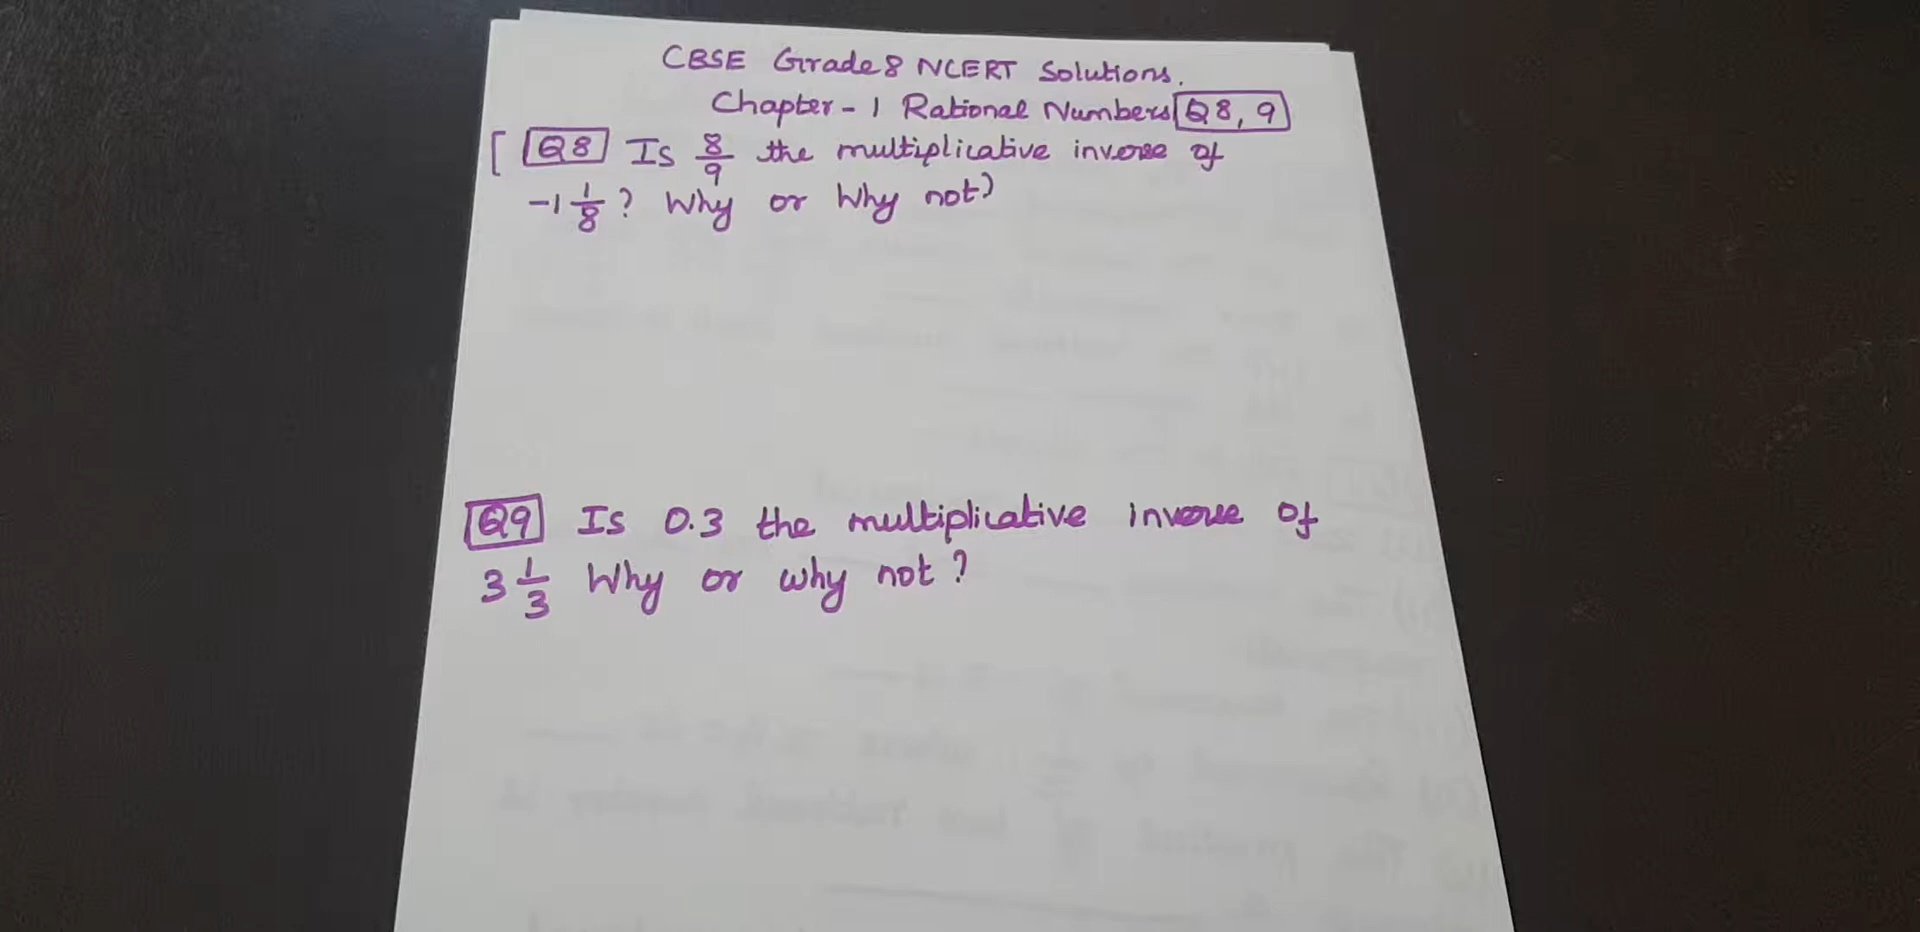 CBSE Grade 8 NCERT Solutions.
Chapter - 1 Rational Numbers Q8, 9
[ Q8 Is 8/9 the multiplicative inverse of
-1 1/8? Why or Why not?
Q9 Is 0.3 the multiplicative inverse of
3 1/3 Why or why not?